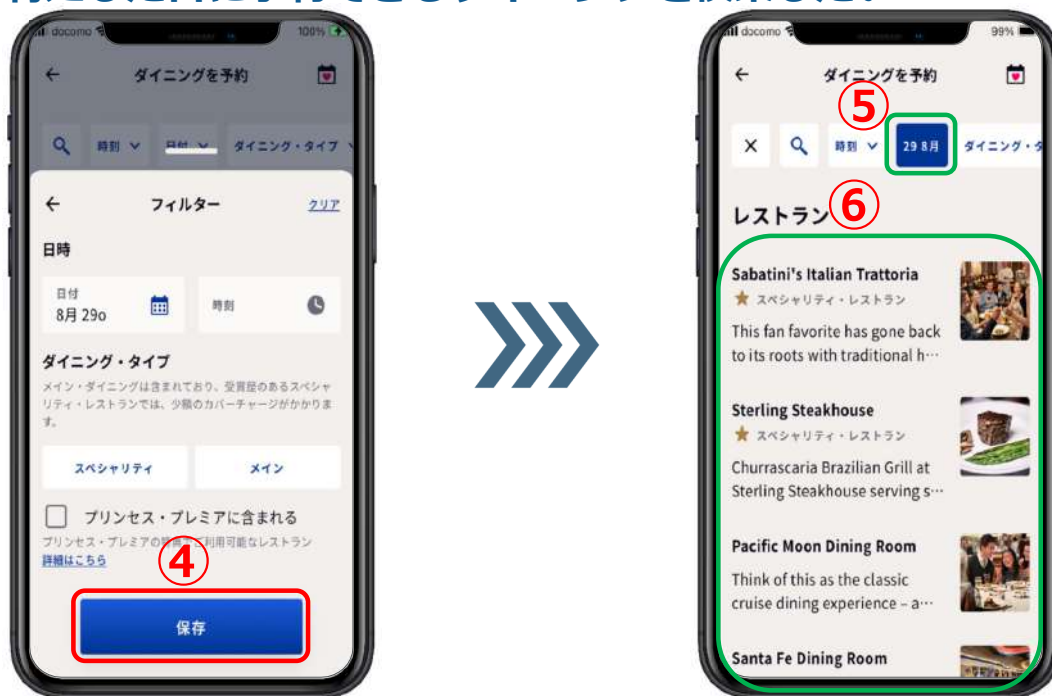 docomo
100%
ダイニングを予約
時刻
日付
ダイニング・タイプ
フィルター
クリア
日時
日付
8月 29o
時刻
ダイニング・タイプ
メイン・ダイニングは含まれており、受賞歴のあるスペシャ
リティ・レストランでは、少額のカバーチャージがかかりま
す。
スペシャリティ
メイン
プリンセス・プレミアに含まれる
プリンセス・プレミアの特典でご利用可能なレストラン
詳細はこちら
④
保存
docomo
99%
ダイニングを予約
⑤
時刻
29 8月
ダイニング・タ
レストラン
⑥
Sabatini's Italian Trattoria
スペシャリティ・レストラン
This fan favorite has gone back
to its roots with traditional h…
Sterling Steakhouse
スペシャリティ・レストラン
Churrascaria Brazilian Grill at
Sterling Steakhouse serving s…
Pacific Moon Dining Room
Think of this as the classic
cruise dining experience – a…
Santa Fe Dining Room